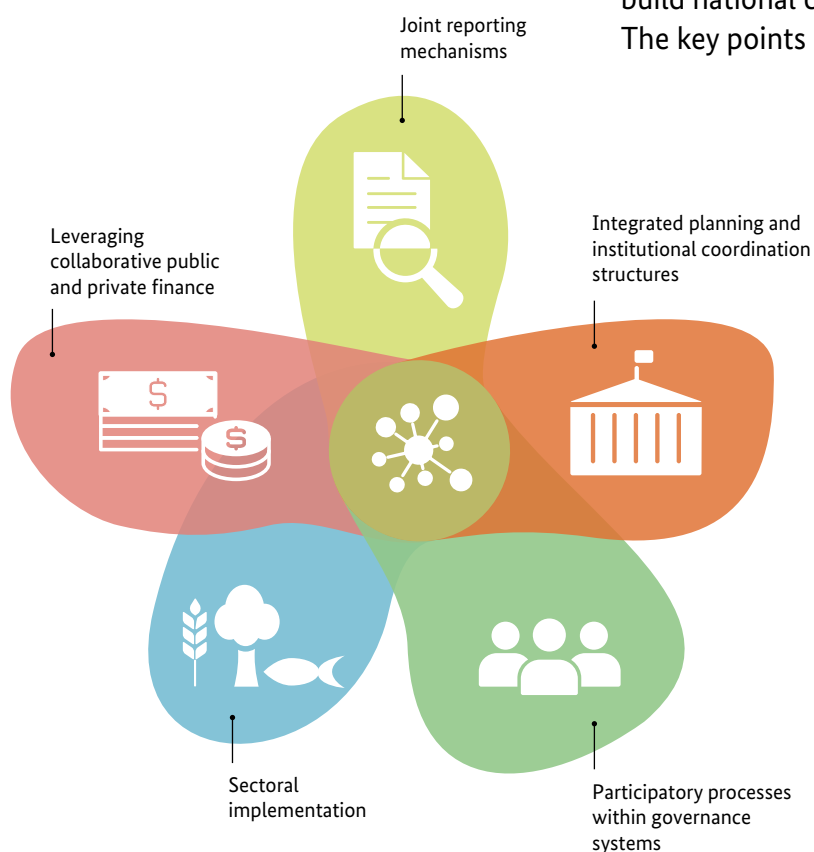 build national c
The key points
Joint reporting
mechanisms
Integrated planning and
institutional coordination
structures
Leveraging
collaborative public
and private finance
$
$
Sectoral
implementation
Participatory processes
within governance
systems